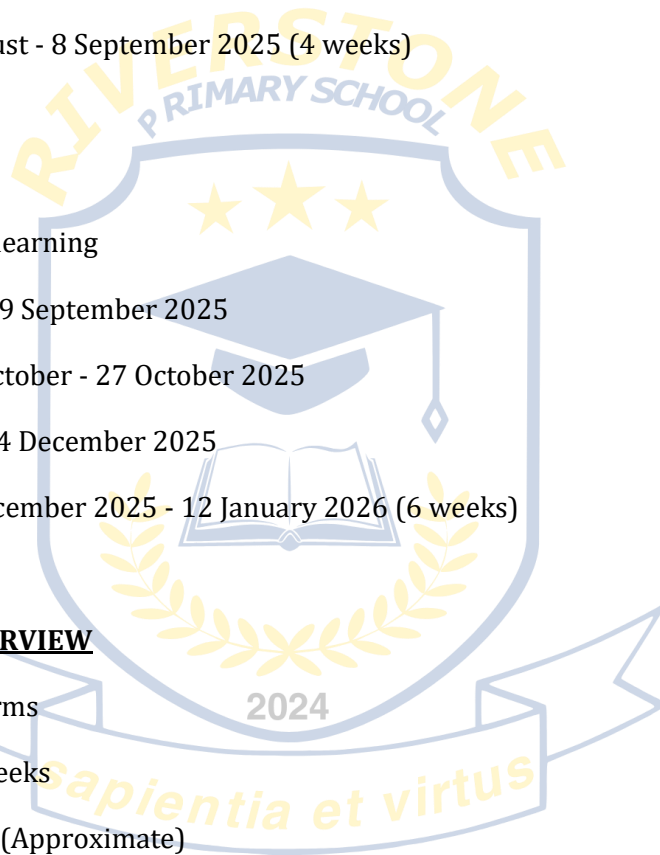 RIVERSTONE
PRIMARY SCHOOL
ust - 8 September 2025 (4 weeks)
earning
9 September 2025
ctober - 27 October 2025
4 December 2025
cember 2025 - 12 January 2026 (6 weeks)
RVIEW
rms
2024
eeks
sapientia et virtus
(Approximate)